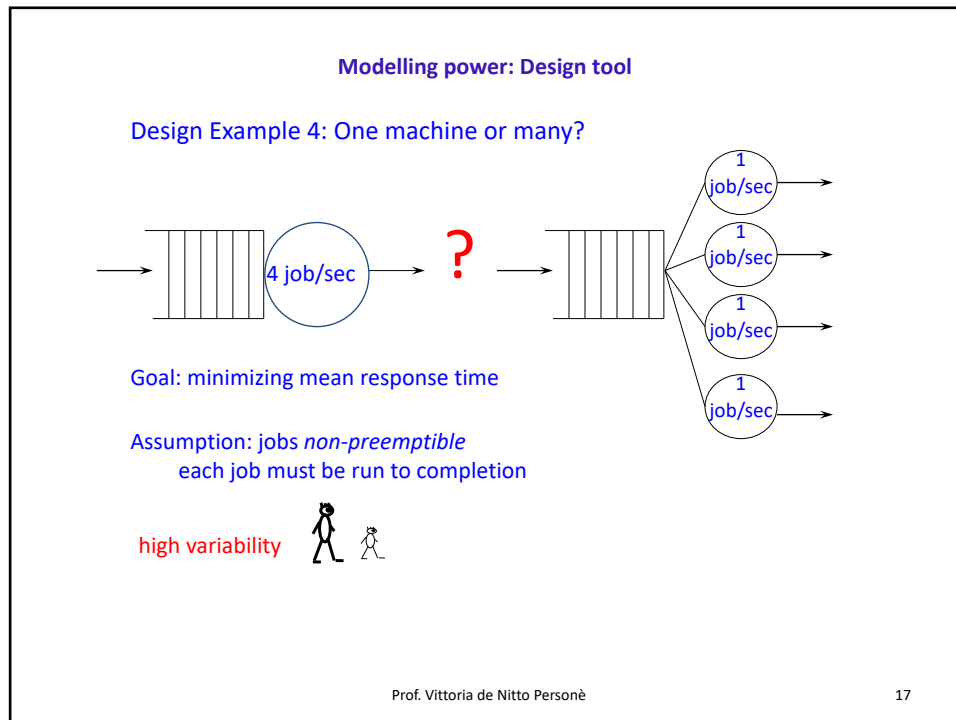 Modelling power: Design tool
Design Example 4: One machine or many?
4 job/sec
?
1
job/sec
1
job/sec
1
job/sec
1
job/sec
Goal: minimizing mean response time
Assumption: jobs non-preemptible
each job must be run to completion
high variability
Prof. Vittoria de Nitto Personè
17